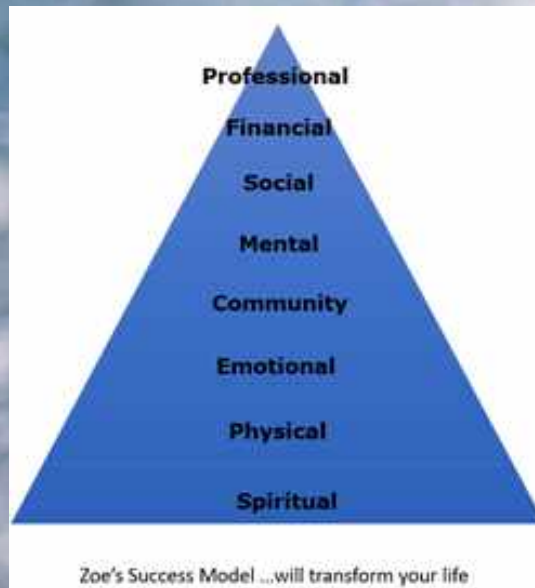 Professional
Financial
Social
Mental
Community
Emotional
Physical
Spiritual
Zoe's Success Model ...will transform your life